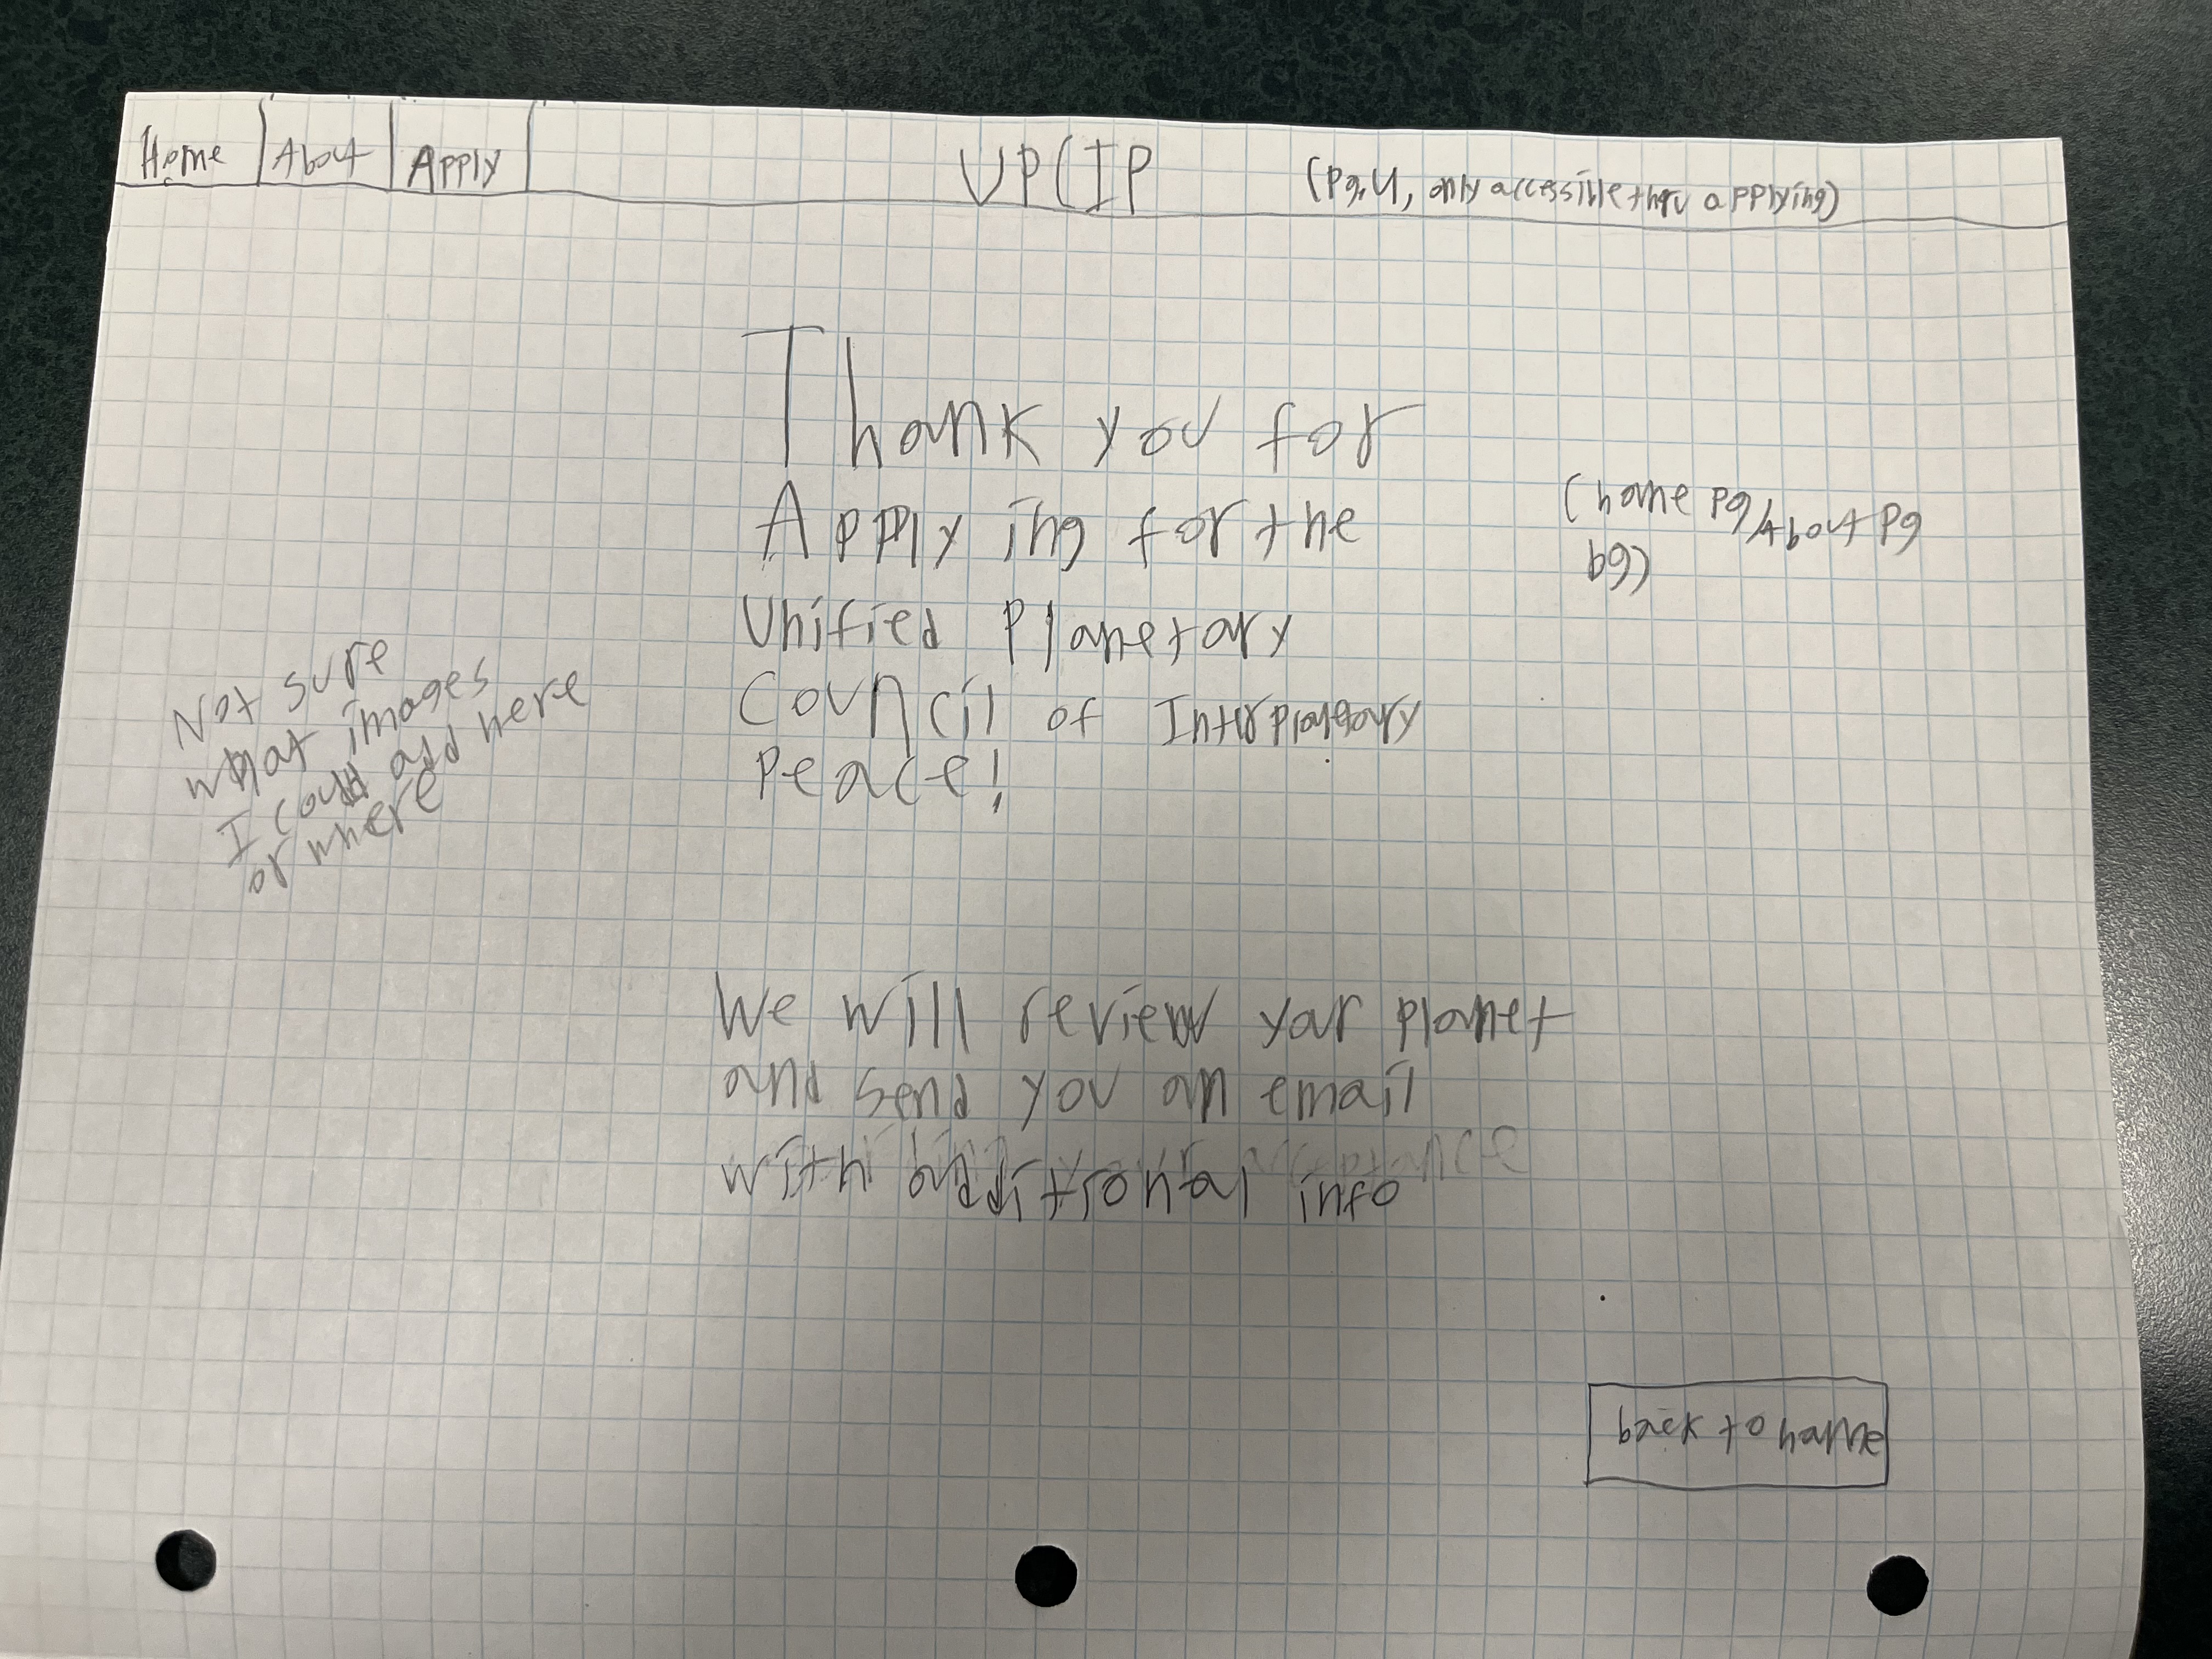 Home About Apply UPCIP (pg.4, only accessible thru applying)
Thank you for
Applying for the
Unified Planetary
Council of Interplanetary
Peace!
(home pg/About pg
bg)
Not sure
what images
I could add here
or where
We will review your planet
and send you an email
with additional info
back to home